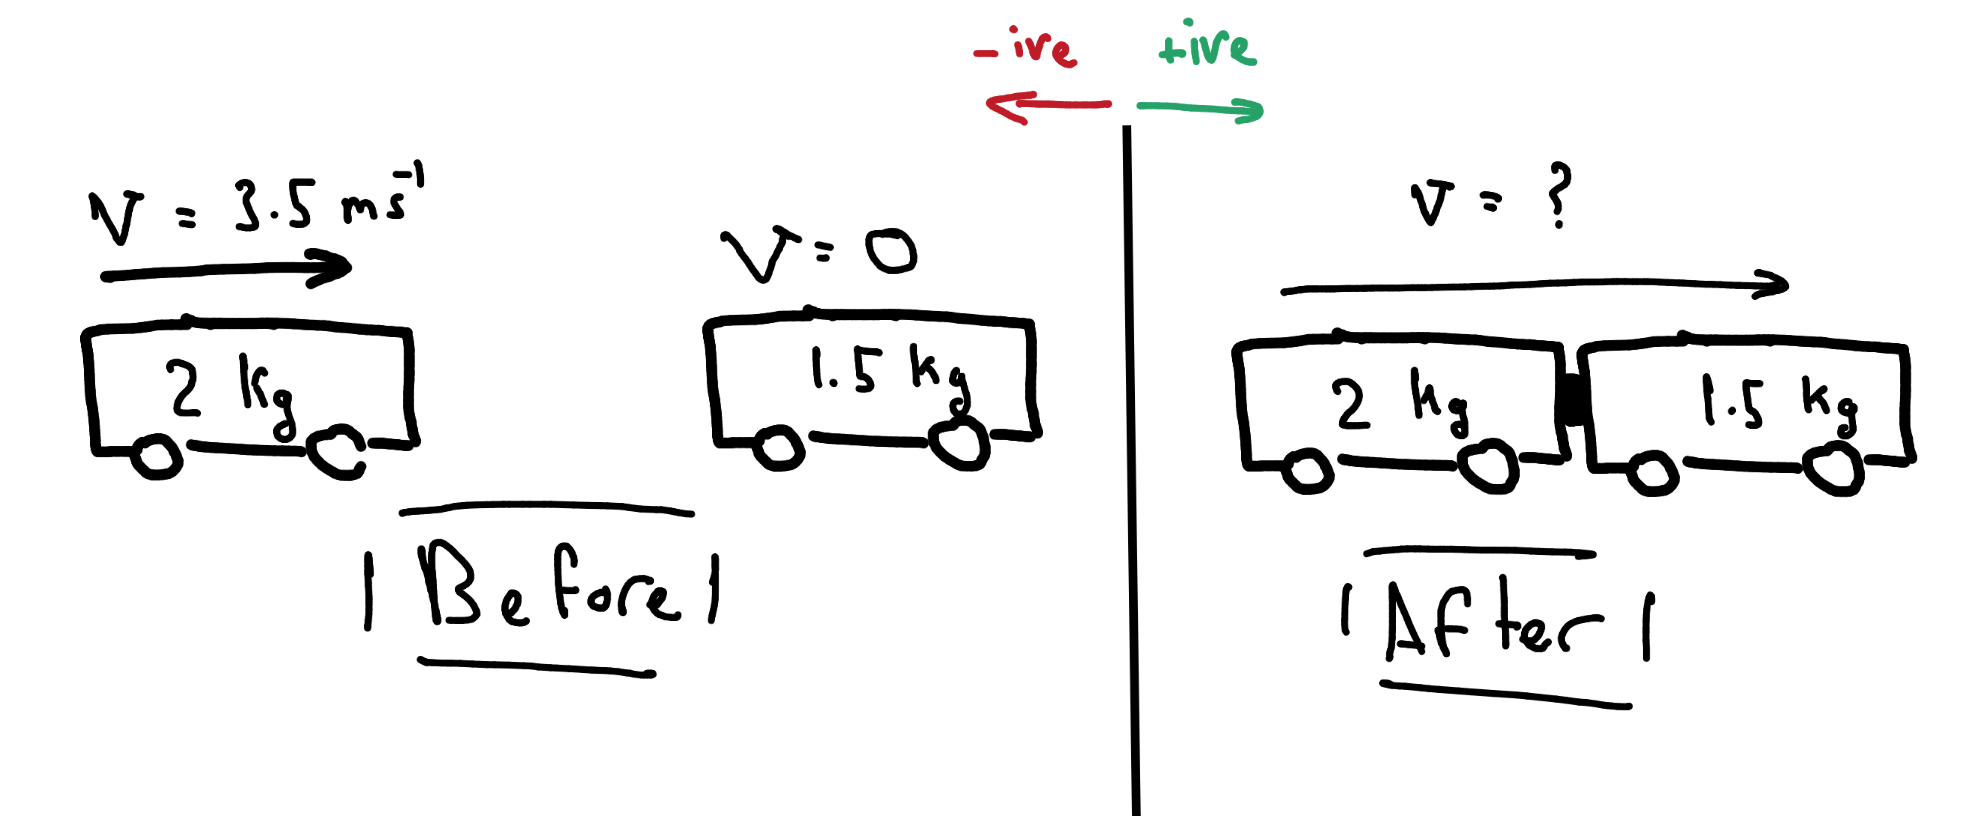 -ive +ive
v = 3.5 ms⁻¹
v = 0
2 kg
1.5 kg
Before
v = ?
2 kg
1.5 kg
After